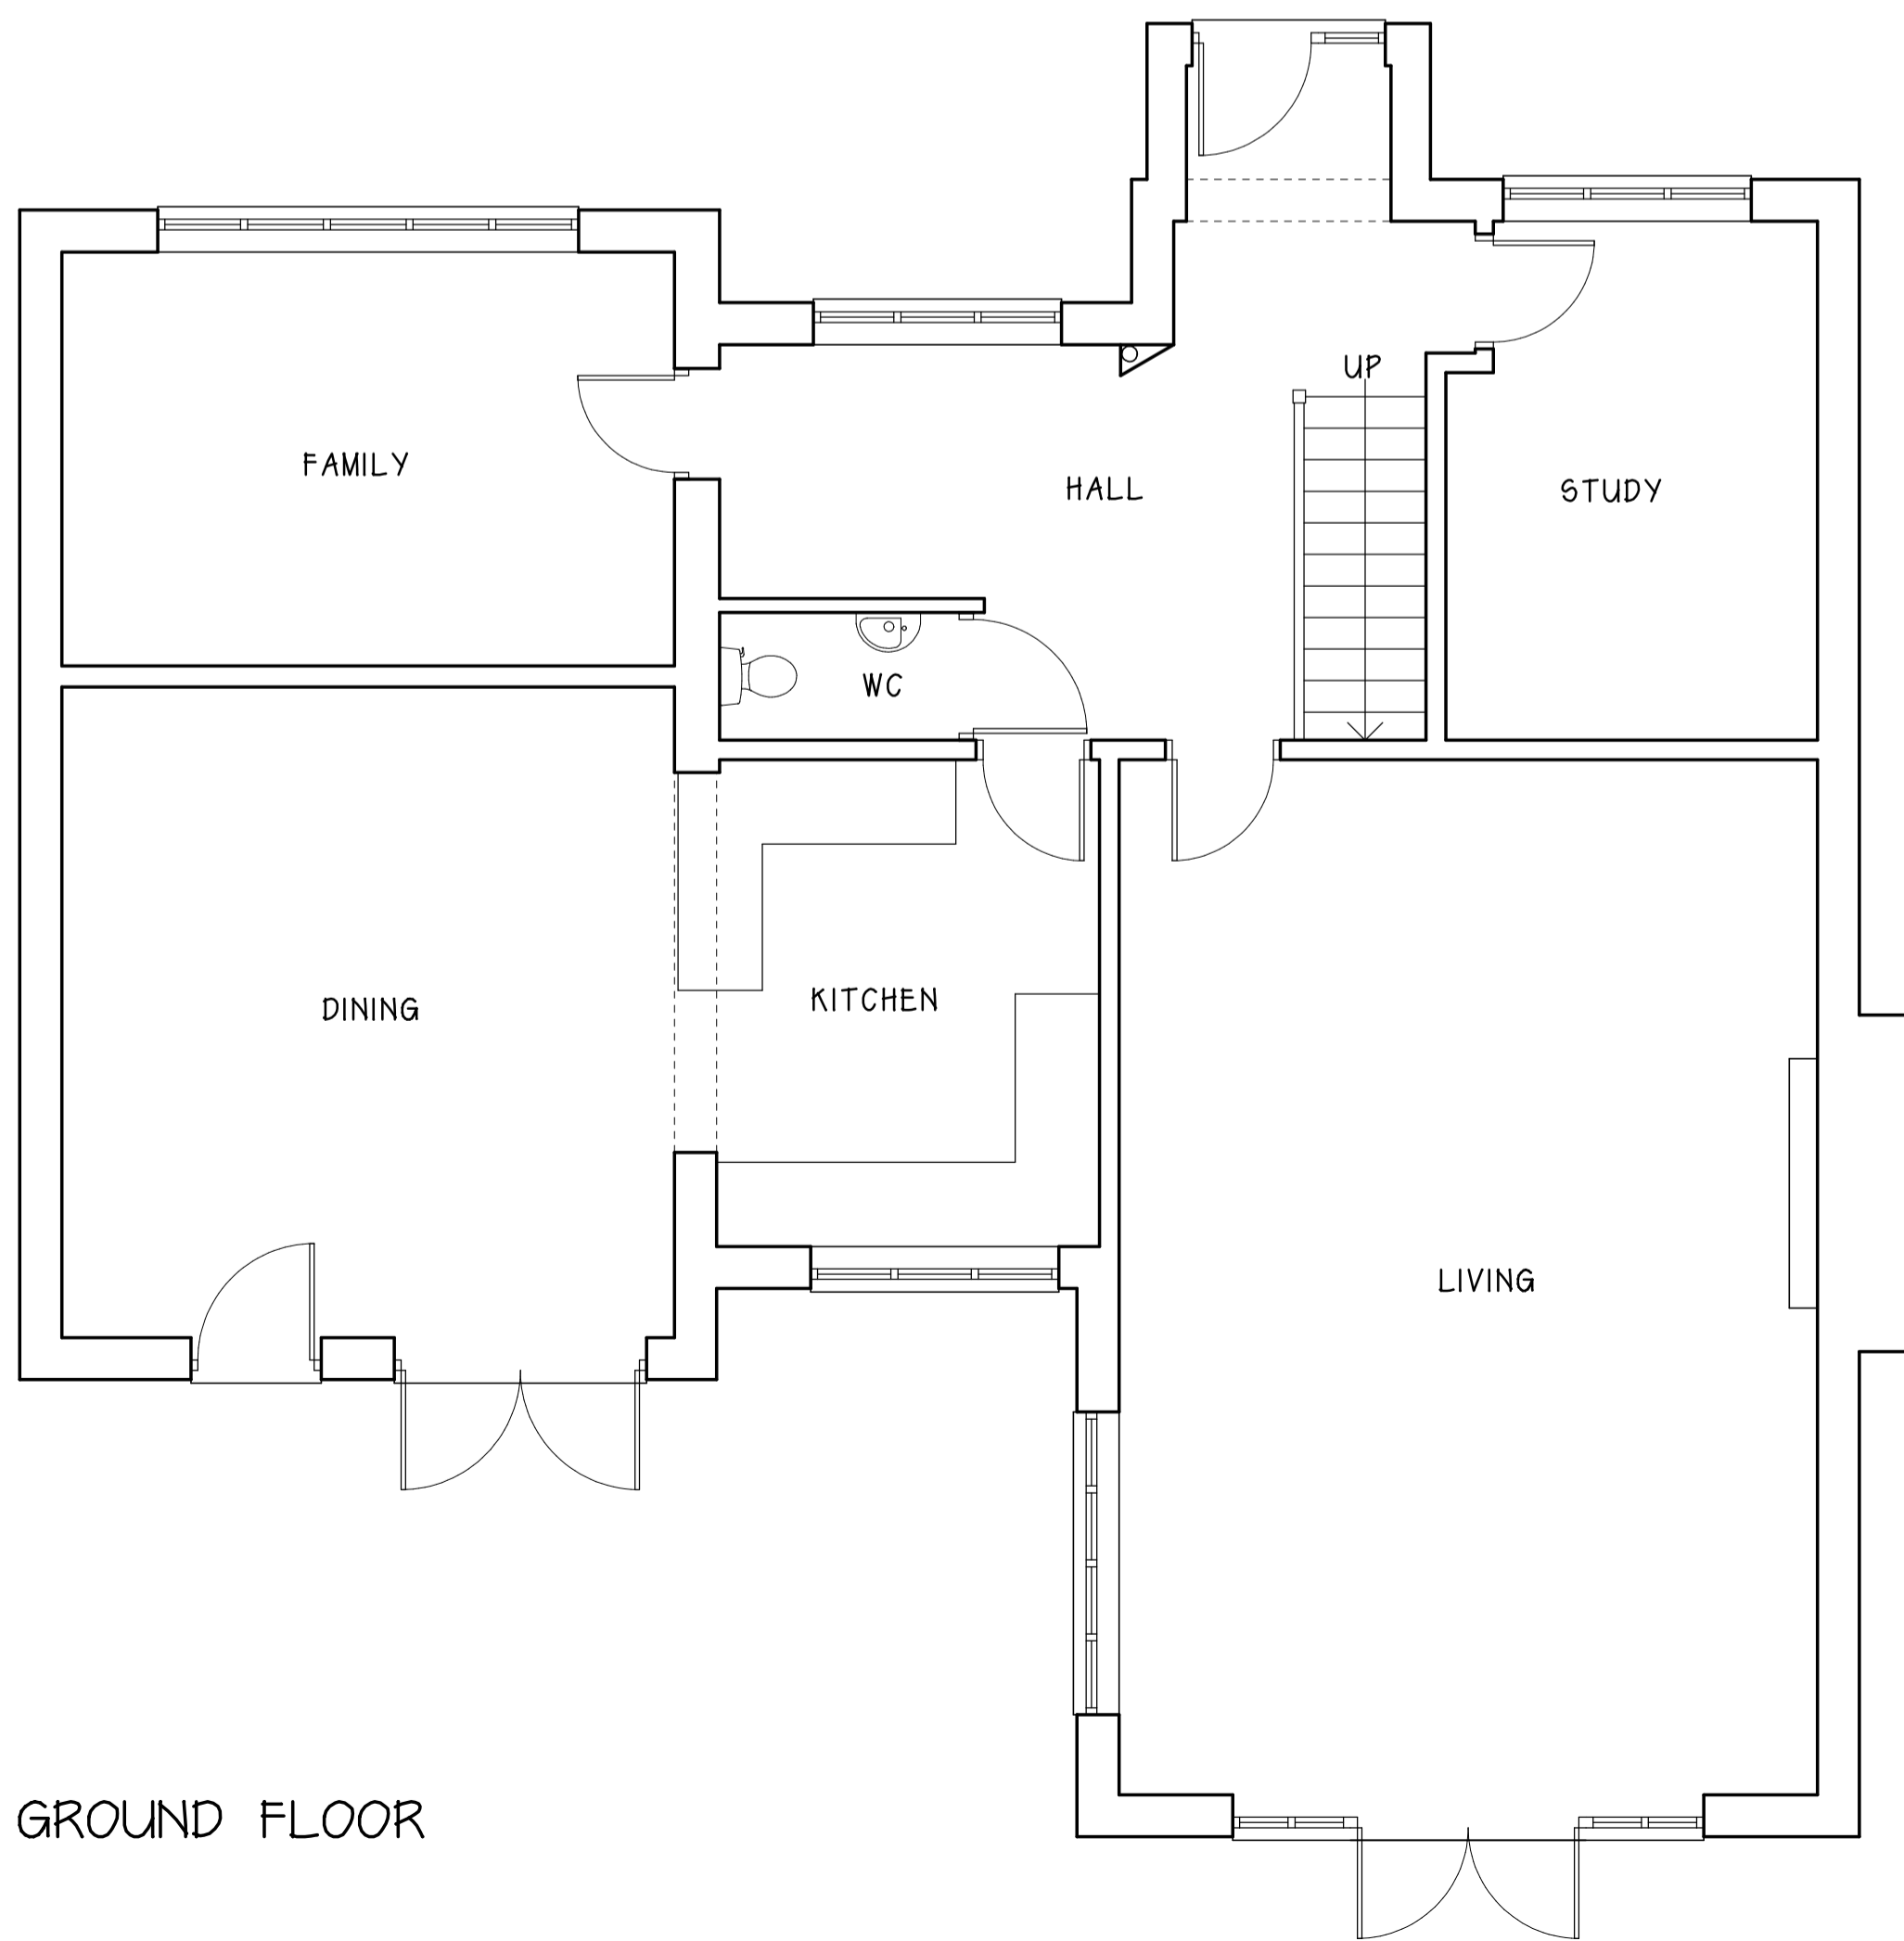 UP
FAMILY
HALL
STUDY
WC
DINING
KITCHEN
LIVING
GROUND FLOOR